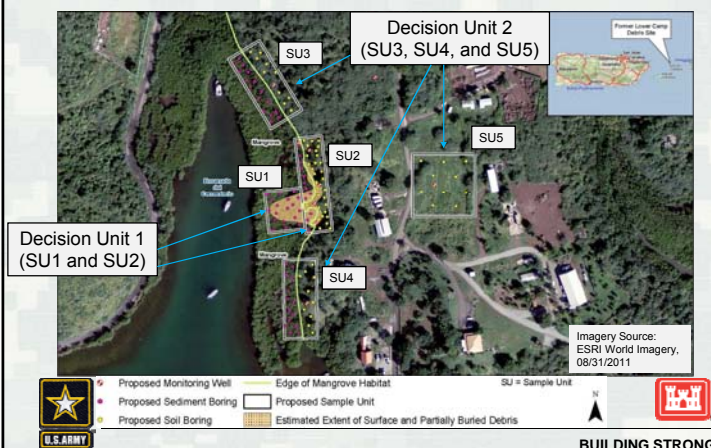 Decision Unit 2
(SU3, SU4, and SU5)
Former Lower Camp
Debris Site
SU3
Mangrove
SU2
SU5
SU1
Decision Unit 1
(SU1 and SU2)
Mangrove
SU4
Imagery Source:
ESRI World Imagery,
08/31/2011
Proposed Monitoring Well
Edge of Mangrove Habitat
SU = Sample Unit
N
Proposed Sediment Boring
Proposed Sample Unit
Proposed Soil Boring
Estimated Extent of Surface and Partially Buried Debris
U.S.ARMY
BUILDING STRONG